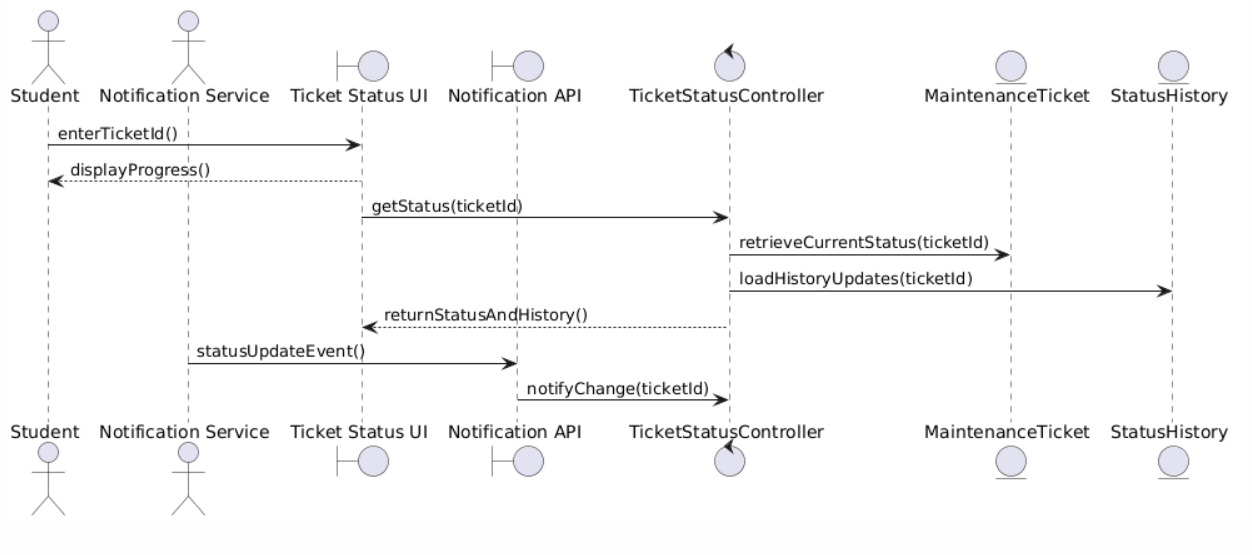 Student Notification Service Ticket Status UI Notification API TicketStatusController MaintenanceTicket StatusHistory
enterTicketId()
displayProgress()
getStatus(ticketId)
retrieveCurrentStatus(ticketId)
loadHistoryUpdates(ticketId)
returnStatusAndHistory()
statusUpdateEvent()
notifyChange(ticketId)
Student Notification Service Ticket Status UI Notification API TicketStatusController MaintenanceTicket StatusHistory